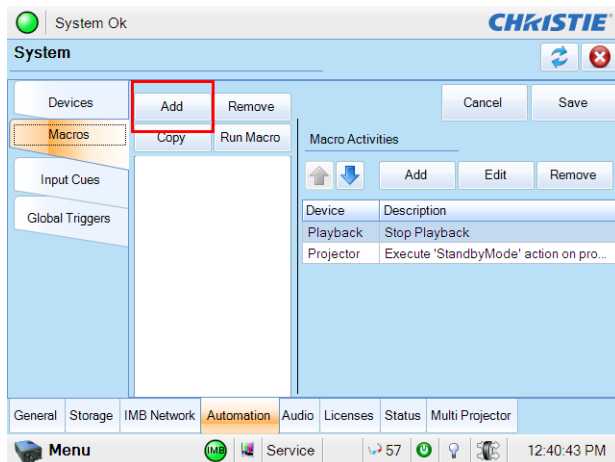 System Ok
CHRISTIE
System
Devices
Macros
Input Cues
Global Triggers
Add Remove
Copy Run Macro
Cancel Save
Macro Activities
Add Edit Remove
Device Description
Playback Stop Playback
Projector Execute 'StandbyMode' action on pro...
General Storage IMB Network Automation Audio Licenses Status Multi Projector
Menu IMB Service 57 12:40:43 PM